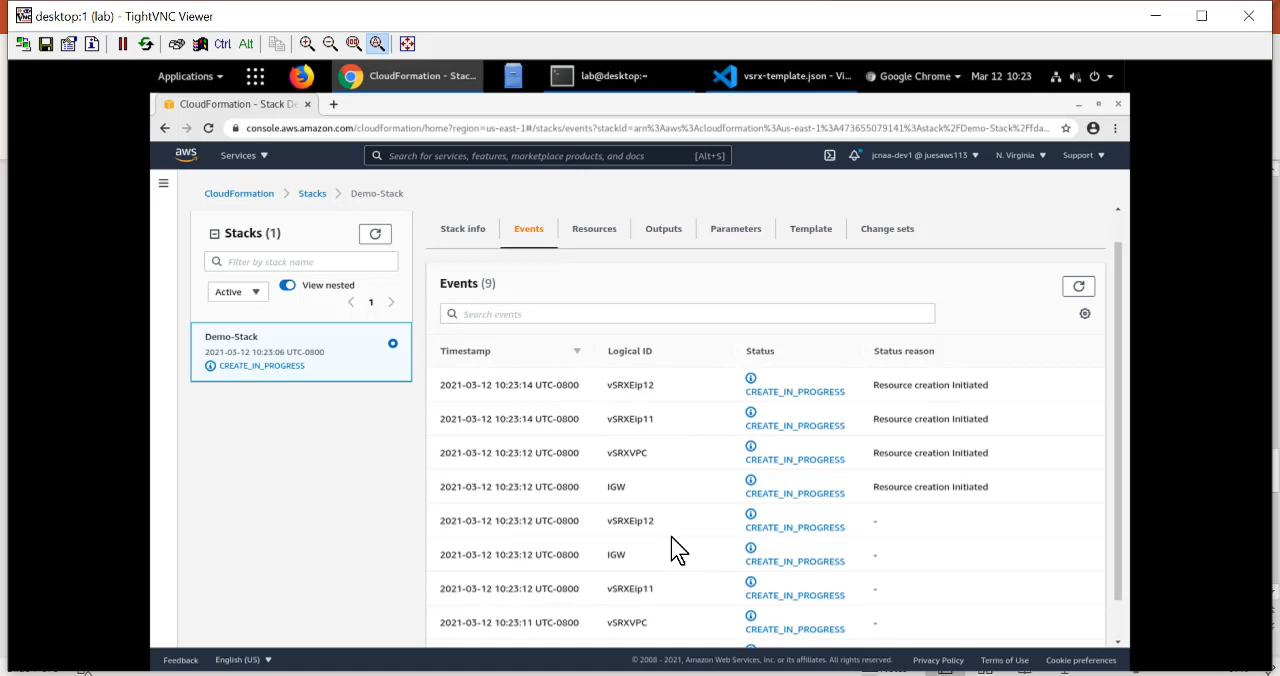 desktop:1 (lab) - TightVNC Viewer
Ctrl Alt
Applications
CloudFormation - Stac...
lab@desktop:~
vsrx-template.json - Vi...
Google Chrome
Mar 12 10:23
CloudFormation - Stack De
console.aws.amazon.com/cloudformation/home?region=us-east-1#/stacks/events?stackId=arn%3Aaws%3Acloudformation%3Aus-east-1%3A473655079141%3Astack%2FDemo-Stack%2Ffda...
aws
Services
Search for services, features, marketplace products, and docs
[Alt+S]
jcnaa-dev1 @ juesaws113
N. Virginia
Support
CloudFormation
Stacks
Demo-Stack
Stacks (1)
Filter by stack name
Active
View nested
1
Demo-Stack
2021-03-12 10:23:06 UTC-0800
CREATE_IN_PROGRESS
Stack info
Events
Resources
Outputs
Parameters
Template
Change sets
Events (9)
Search events
Timestamp Logical ID Status Status reason
2021-03-12 10:23:14 UTC-0800 vSRXEip12 CREATE_IN_PROGRESS Resource creation Initiated
2021-03-12 10:23:14 UTC-0800 vSRXEip11 CREATE_IN_PROGRESS Resource creation Initiated
2021-03-12 10:23:12 UTC-0800 vSRXVPC CREATE_IN_PROGRESS Resource creation Initiated
2021-03-12 10:23:12 UTC-0800 IGW CREATE_IN_PROGRESS Resource creation Initiated
2021-03-12 10:23:12 UTC-0800 vSRXEip12 CREATE_IN_PROGRESS -
2021-03-12 10:23:12 UTC-0800 IGW CREATE_IN_PROGRESS -
2021-03-12 10:23:12 UTC-0800 vSRXEip11 CREATE_IN_PROGRESS -
2021-03-12 10:23:11 UTC-0800 vSRXVPC CREATE_IN_PROGRESS -
Feedback
English (US)
© 2008 - 2021, Amazon Web Services, Inc. or its affiliates. All rights reserved.
Privacy Policy
Terms of Use
Cookie preferences